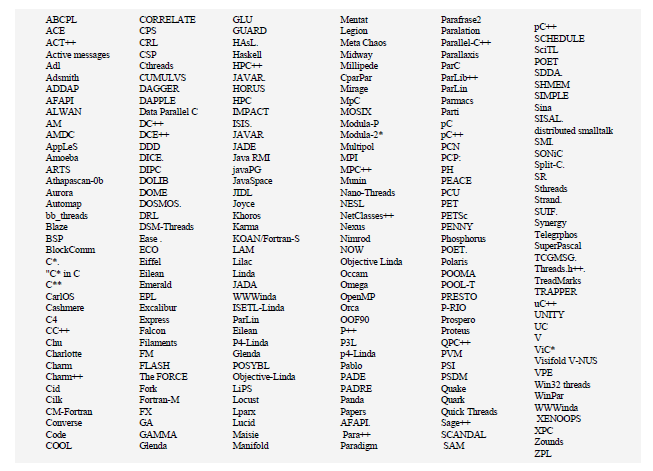 ABCPL
ACE
ACT++
Active messages
Adl
Adsmith
ADDAP
AFAPI
ALWAN
AM
AMDC
AppLeS
Amoeba
ARTS
Athapascan-0b
Aurora
Automap
bb_threads
Blaze
BSP
BlockComm
C*.
"C* in C
C**
CarlOS
Cashmere
C4
CC++
Chu
Charlotte
Charm
Charm++
Cid
Cilk
CM-Fortran
Converse
Code
COOL
CORRELATE
CPS
CRL
CSP
Cthreads
CUMULVS
DAGGER
DAPPLE
Data Parallel C
DC++
DCE++
DDD
DICE.
DIPC
DOLIB
DOME
DOSMOS.
DRL
DSM-Threads
Ease .
ECO
Eiffel
Eilean
Emerald
EPL
Excalibur
Express
Falcon
Filaments
FM
FLASH
The FORCE
Fork
Fortran-M
FX
GA
GAMMA
Glenda
GLU
GUARD
HAsL.
Haskell
HPC++
JAVAR.
HORUS
HPC
IMPACT
ISIS.
JAVAR
JADE
Java RMI
javaPG
JavaSpace
JIDL
Joyce
Khoros
Karma
KOAN/Fortran-S
LAM
Lilac
Linda
JADA
WWWinda
ISETL-Linda
ParLin
Eilean
P4-Linda
Glenda
POSYBL
Objective-Linda
LiPS
Locust
Lparx
Lucid
Maisie
Manifold
Mentat
Legion
Meta Chaos
Midway
Millipede
CparPar
Mirage
MpC
MOSIX
Modula-P
Modula-2*
Multipol
MPI
MPC++
Munin
Nano-Threads
NESL
NetClasses++
Nexus
Nimrod
NOW
Objective Linda
Occam
Omega
OpenMP
Orca
OOF90
P++
P3L
p4-Linda
Pablo
PADE
PADRE
Panda
Papers
AFAPI.
Para++
Paradigm
Parafrase2
Paralation
Parallel-C++
Parallaxis
ParC
ParLib++
ParLin
Parmacs
Parti
pC
pC++
PCN
PCP:
PH
PEACE
PCU
PET
PETSc
PENNY
Phosphorus
POET.
Polaris
POOMA
POOL-T
PRESTO
P-RIO
Prospero
Proteus
QPC++
PVM
PSI
PSDM
Quake
Quark
Quick Threads
Sage++
SCANDAL
SAM
pC++
SCHEDULE
SciTL
POET
SDDA.
SHMEM
SIMPLE
Sina
SISAL.
distributed smalltalk
SMI.
SONiC
Split-C.
SR
Sthreads
Strand.
SUIF.
Synergy
Telegrphos
SuperPascal
TCGMSG.
Threads.h++.
TreadMarks
TRAPPER
uC++
UNITY
UC
V
ViC*
Visifold V-NUS
VPE
Win32 threads
WinPar
WWWinda
XENOOPS
XPC
Zounds
ZPL